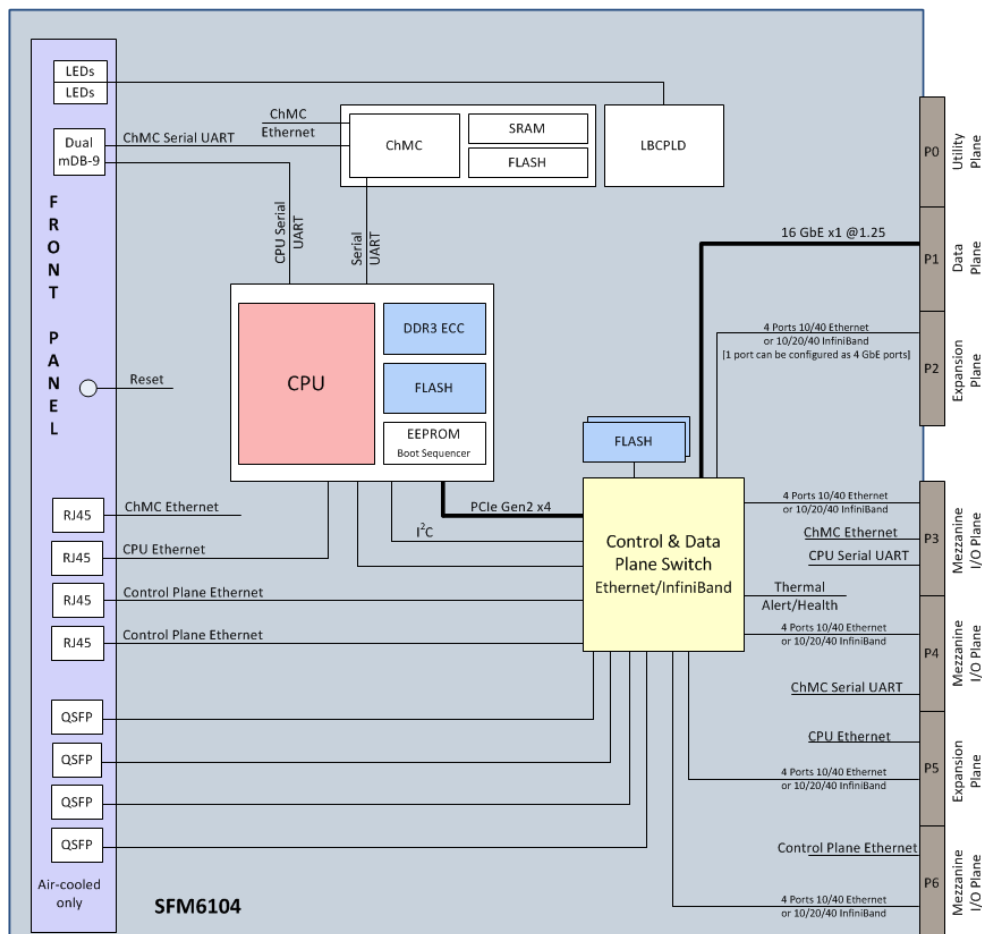 LEDs
LEDs
Dual
mDB-9
FRONT PANEL
ChMC Serial UART
ChMC
Ethernet
ChMC
SRAM
FLASH
LBCPLD
CPU Serial
UART
Serial
UART
CPU
DDR3 ECC
FLASH
EEPROM
Boot Sequencer
Reset
FLASH
16 GbE x1 @1.25
4 Ports 10/40 Ethernet
or 10/20/40 InfiniBand
[1 port can be configured as 4 GbE ports]
P0
Utility
Plane
P1
Data
Plane
P2
Expansion
Plane
RJ45
ChMC Ethernet
RJ45
CPU Ethernet
RJ45
Control Plane Ethernet
RJ45
Control Plane Ethernet
PCIe Gen2 x4
I²C
Control & Data
Plane Switch
Ethernet/InfiniBand
4 Ports 10/40 Ethernet
or 10/20/40 InfiniBand
ChMC Ethernet
CPU Serial UART
P3
Mezzanine
I/O Plane
Thermal
Alert/Health
4 Ports 10/40 Ethernet
or 10/20/40 InfiniBand
ChMC Serial UART
P4
Mezzanine
I/O Plane
QSFP
QSFP
QSFP
QSFP
CPU Ethernet
4 Ports 10/40 Ethernet
or 10/20/40 InfiniBand
P5
Expansion
Plane
Control Plane Ethernet
4 Ports 10/40 Ethernet
or 10/20/40 InfiniBand
P6
Mezzanine
I/O Plane
Air-cooled
only
SFM6104